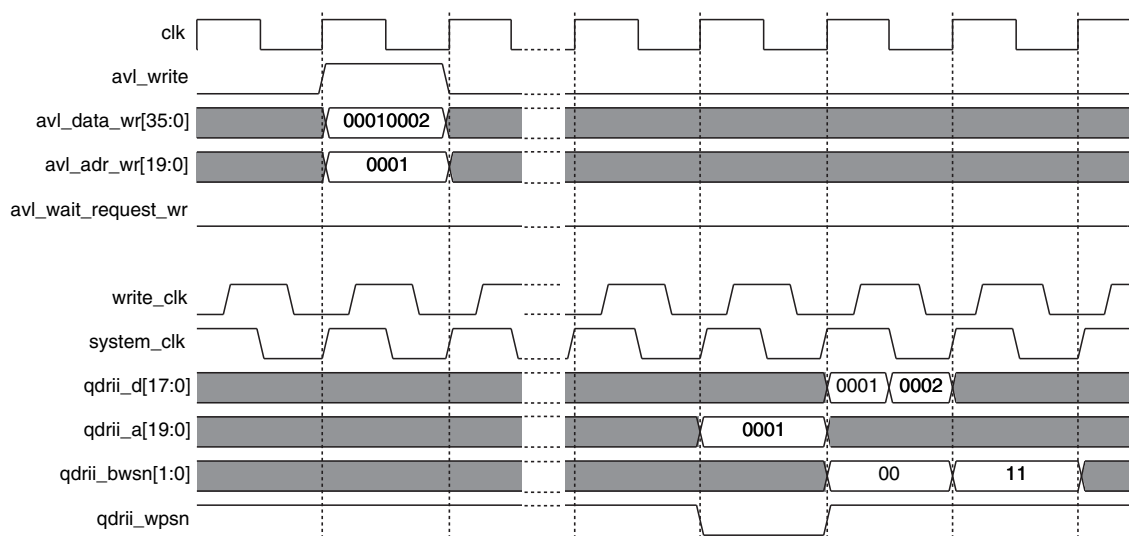 clk
avl_write
avl_data_wr[35:0] 00010002
avl_adr_wr[19:0] 0001
avl_wait_request_wr
write_clk
system_clk
qdrii_d[17:0] 0001 0002
qdrii_a[19:0] 0001
qdrii_bwsn[1:0] 00 11
qdrii_wpsn